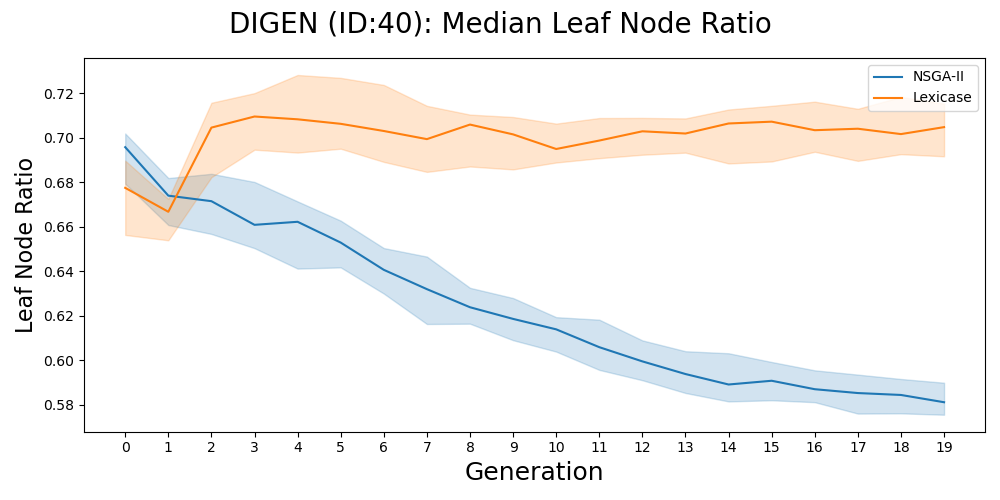 DIGEN (ID:40): Median Leaf Node Ratio
NSGA-II
Lexicase
Leaf Node Ratio
0.72
0.70
0.68
0.66
0.64
0.62
0.60
0.58
0 1 2 3 4 5 6 7 8 9 10 11 12 13 14 15 16 17 18 19
Generation